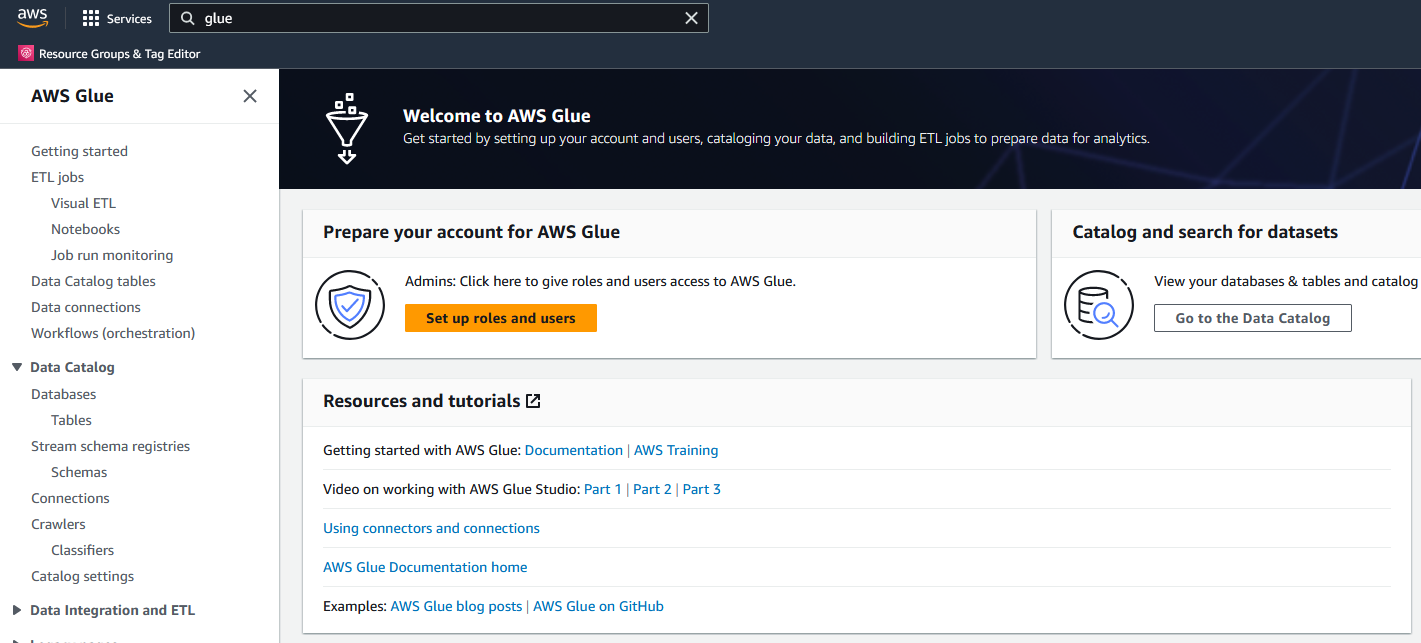 aws
Services
glue
Resource Groups & Tag Editor
AWS Glue
Getting started
ETL jobs
Visual ETL
Notebooks
Job run monitoring
Data Catalog tables
Data connections
Workflows (orchestration)
Data Catalog
Databases
Tables
Stream schema registries
Schemas
Connections
Crawlers
Classifiers
Catalog settings
Data Integration and ETL
Welcome to AWS Glue
Get started by setting up your account and users, cataloging your data, and building ETL jobs to prepare data for analytics.
Prepare your account for AWS Glue
Admins: Click here to give roles and users access to AWS Glue.
Set up roles and users
Catalog and search for datasets
View your databases & tables and catalog
Go to the Data Catalog
Resources and tutorials
Getting started with AWS Glue: Documentation | AWS Training
Video on working with AWS Glue Studio: Part 1 | Part 2 | Part 3
Using connectors and connections
AWS Glue Documentation home
Examples: AWS Glue blog posts | AWS Glue on GitHub